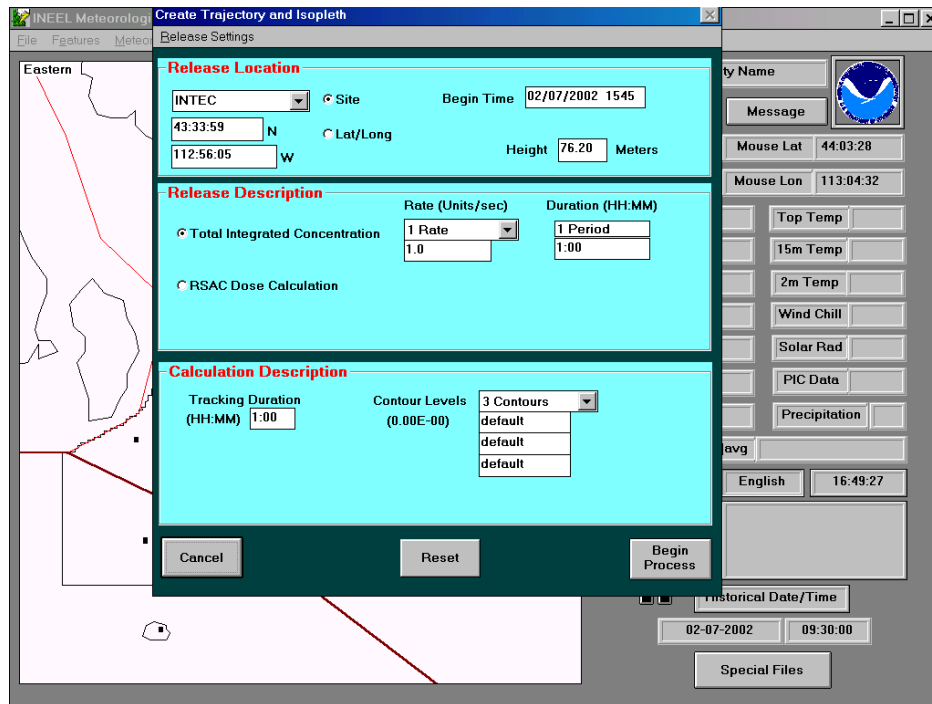 INEEL Meteorologi
File Features Meteor
Eastern
Create Trajectory and Isopleth
Release Settings
Release Location
INTEC
Site
Begin Time 02/07/2002 1545
43:33:59 N
Lat/Long
112:56:05 W
Height 76.20 Meters
Release Description
Rate (Units/sec) Duration (HH:MM)
Total Integrated Concentration
1 Rate
1 Period
1.0
1:00
RSAC Dose Calculation
Calculation Description
Tracking Duration
(HH:MM) 1:00
Contour Levels
(0.00E-00)
3 Contours
default
default
default
Cancel
Reset
Begin
Process
ty Name
Message
Mouse Lat 44:03:28
Mouse Lon 113:04:32
Top Temp
15m Temp
2m Temp
Wind Chill
Solar Rad
PIC Data
Precipitation
avg
English 16:49:27
Historical Date/Time
02-07-2002 09:30:00
Special Files